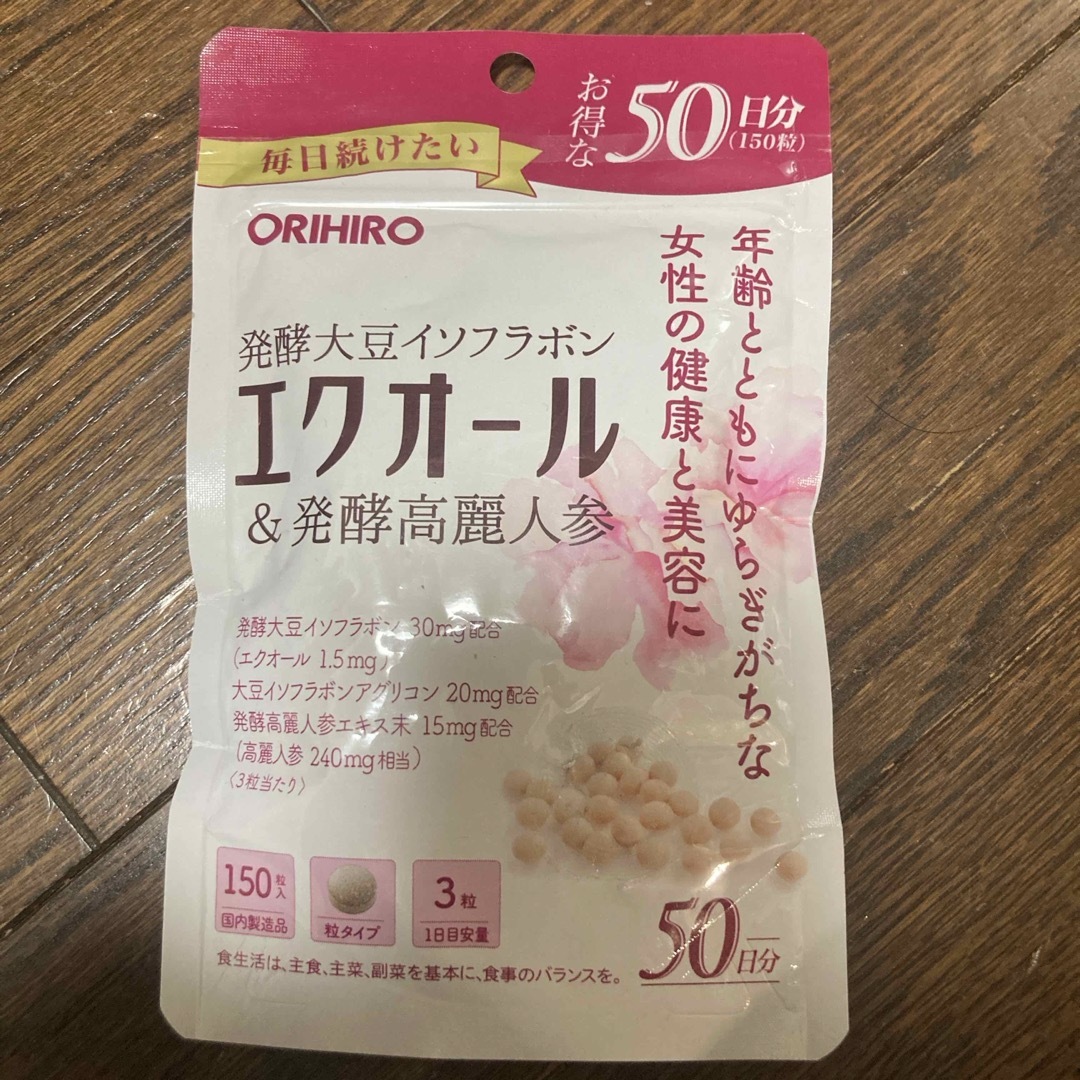 お得な
50日分
(150粒)
毎日続けたい
ORIHIRO
年齢とともにゆらぎがちな
女性の健康と美容に
発酵大豆イソフラボン
エクオール
&発酵高麗人参
発酵大豆イソフラボン 30mg配合
(エクオール 1.5mg)
大豆イソフラボンアグリコン 20mg配合
発酵高麗人参エキス末 15mg配合
(高麗人参 240mg相当)
〈3粒当たり〉
150粒入
国内製造品
粒タイプ
3粒
1日目安量
50日分
食生活は、主食、主菜、副菜を基本に、食事のバランスを。